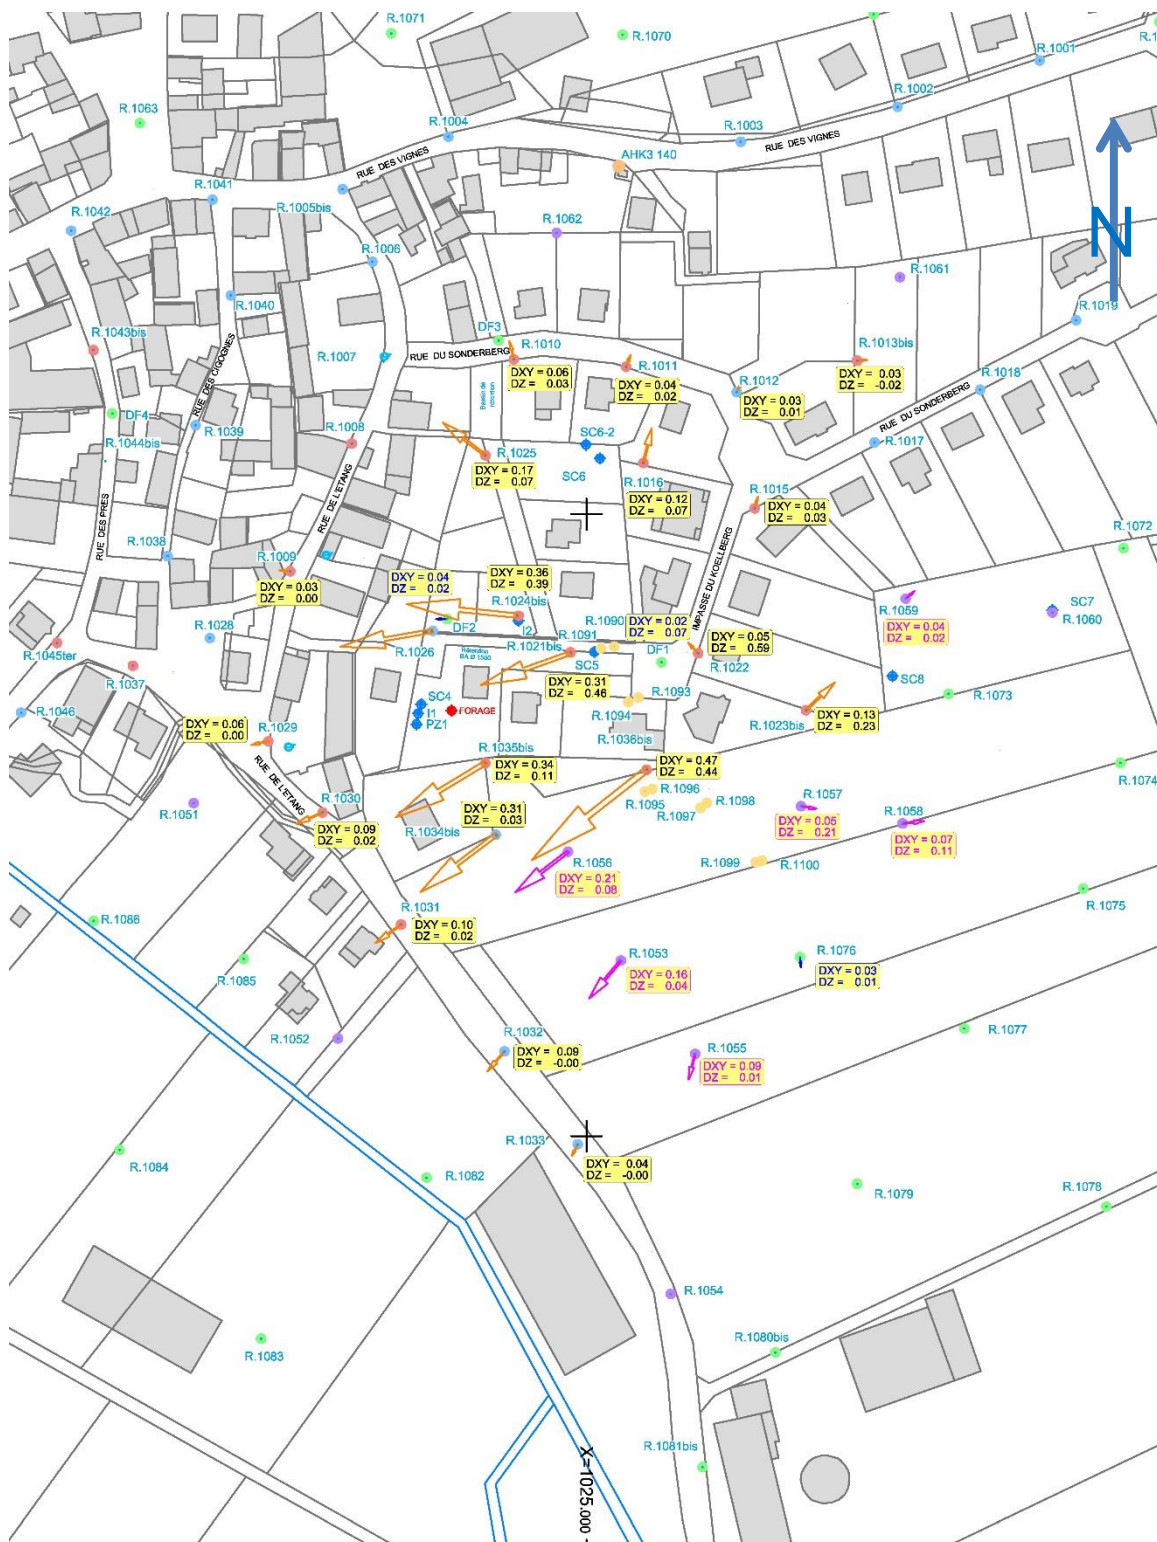 R.1071
R.1070
R.1
R.1001
R.1002
R.1063
R.1004
R.1003
RUE DES VIGNES
RUE DES VIGNES
AHK3 140
R.1041
R.1005bis
R.1042
R.1062
N
R.1006
R.1061
R.1040
R.1019
R.1043bis
DF3
R.1010
R.1007
RUE DU SONDERBERG
R.1011
R.1013bis
DXY = 0.06
DZ = 0.03
DXY = 0.04
DZ = 0.02
R.1012
DXY = 0.03
DZ = -0.02
R.1018
RUE DES CIGOGNES
Bassin de
rétention
DXY = 0.03
DZ = 0.01
RUE DU SONDERBERG
DF4
R.1044bis
R.1039
R.1008
SC6-2
R.1017
R.1025
SC6
R.1016
DXY = 0.17
DZ = 0.07
R.1015
DXY = 0.12
DZ = 0.07
RUE DE L'ETANG
DXY = 0.04
DZ = 0.03
RUE DES PRES
R.1038
R.1009
IMPASSE DU KOELLBERG
R.1072
DXY = 0.03
DZ = 0.00
DXY = 0.04
DZ = 0.02
DXY = 0.36
DZ = 0.39
R.1024bis
R.1059
SC7
R.1060
R.1028
DF2
I2
R.1090
DXY = 0.02
DZ = 0.07
DXY = 0.04
DZ = 0.02
R.1026
R.1021bis
R.1091
DXY = 0.05
DZ = 0.59
R.1045ter
Rétention
BA Ø 1500
SC5
DF1
R.1022
R.1037
DXY = 0.31
DZ = 0.46
SC8
R.1046
SC4
I1
PZ1
FORAGE
R.1093
R.1094
R.1073
R.1023bis
DXY = 0.13
DZ = 0.23
DXY = 0.06
DZ = 0.00
R.1029
R.1036bis
R.1035bis
DXY = 0.34
DZ = 0.11
DXY = 0.47
DZ = 0.44
R.1074
RUE DE L'ETANG
R.1096
R.1095
R.1098
R.1097
R.1057
R.1051
R.1030
DXY = 0.31
DZ = 0.03
DXY = 0.05
DZ = 0.21
R.1058
DXY = 0.09
DZ = 0.02
R.1034bis
DXY = 0.07
DZ = 0.11
R.1056
R.1099
R.1100
DXY = 0.21
DZ = 0.08
R.1075
R.1031
R.1086
DXY = 0.10
DZ = 0.02
R.1053
R.1076
R.1085
DXY = 0.16
DZ = 0.04
DXY = 0.03
DZ = 0.01
R.1077
R.1032
R.1052
R.1055
DXY = 0.09
DZ = -0.00
DXY = 0.09
DZ = 0.01
R.1033
R.1084
DXY = 0.04
DZ = -0.00
R.1082
R.1079
R.1078
R.1054
R.1080bis
R.1083
R.1081bis
X=1025.000